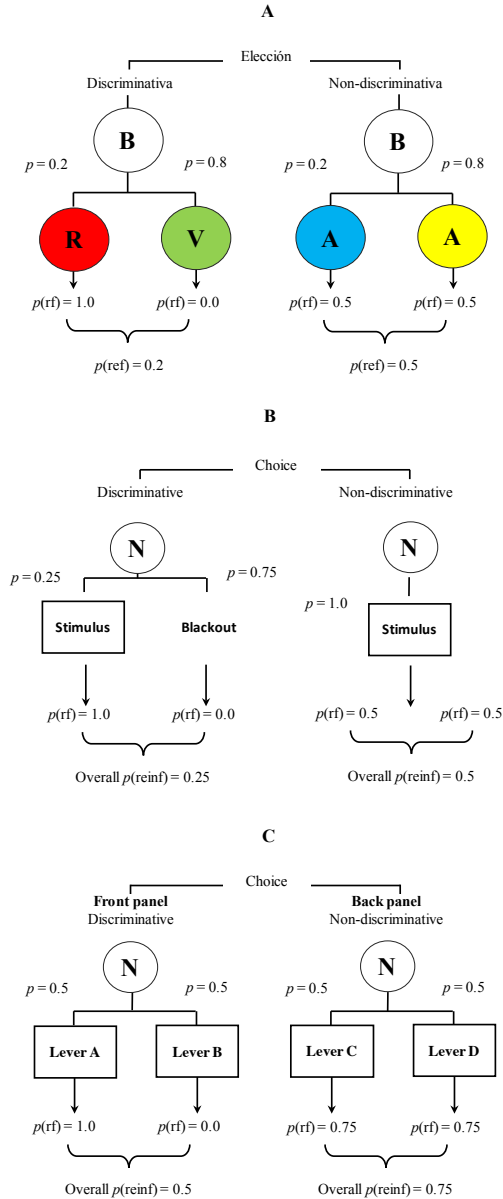 A
Elección
Discriminativa Non-discriminativa
B B
p = 0.2 p = 0.8 p = 0.2 p = 0.8
R V A A
p(rf) = 1.0 p(rf) = 0.0 p(rf) = 0.5 p(rf) = 0.5
p(ref) = 0.2 p(ref) = 0.5
B
Choice
Discriminative Non-discriminative
N N
p = 0.25 p = 0.75 p = 1.0
Stimulus Blackout Stimulus
p(rf) = 1.0 p(rf) = 0.0 p(rf) = 0.5 p(rf) = 0.5
Overall p(reinf) = 0.25 Overall p(reinf) = 0.5
C
Choice
Front panel Back panel
Discriminative Non-discriminative
N N
p = 0.5 p = 0.5 p = 0.5 p = 0.5
Lever A Lever B Lever C Lever D
p(rf) = 1.0 p(rf) = 0.0 p(rf) = 0.75 p(rf) = 0.75
Overall p(reinf) = 0.5 Overall p(reinf) = 0.75